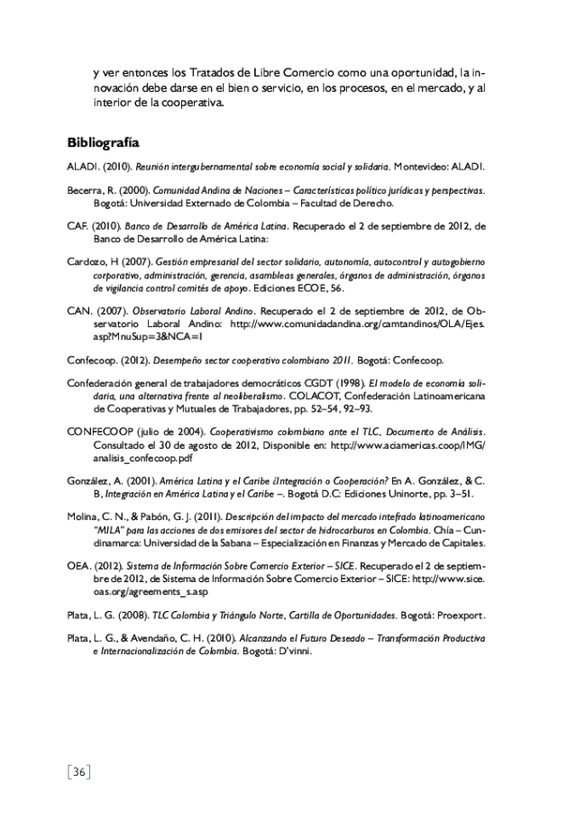 y ver entonces los Tratados de Libre Comercio como una oportunidad, la in-
novación debe darse en el bien o servicio, en los procesos, en el mercado, y al
interior de la cooperativa.
Bibliografía
ALADI. (2010). Reunión intergubernamental sobre economía social y solidaria. Montevideo: ALADI.
Becerra, R. (2000). Comunidad Andina de Naciones – Características político jurídicas y perspectivas.
Bogotá: Universidad Externado de Colombia – Facultad de Derecho.
CAF. (2010). Banco de Desarrollo de América Latina. Recuperado el 2 de septiembre de 2012, de
Banco de Desarrollo de América Latina:
Cardozo, H (2007). Gestión empresarial del sector solidario, autonomía, autocontrol y autogobierno
corporativo, administración, gerencia, asambleas generales, órganos de administración, órganos
de vigilancia control comités de apoyo. Ediciones ECOE, 56.
CAN. (2007). Observatorio Laboral Andino. Recuperado el 2 de septiembre de 2012, de Ob-
servatorio Laboral Andino: http://www.comunidadandina.org/camtandinos/OLA/Ejes.
asp?MnuSup=3&NCA=1
Confecoop. (2012). Desempeño sector cooperativo colombiano 2011. Bogotá: Confecoop.
Confederación general de trabajadores democráticos CGDT (1998). El modelo de economía soli-
daria, una alternativa frente al neoliberalismo. COLACOT, Confederación Latinoamericana
de Cooperativas y Mutuales de Trabajadores, pp. 52–54, 92–93.
CONFECOOP (julio de 2004). Cooperativismo colombiano ante el TLC, Documento de Análisis.
Consultado el 30 de agosto de 2012, Disponible en: http://www.aciamericas.coop/IMG/
analisis_confecoop.pdf
González, A. (2001). América Latina y el Caribe ¿Integración o Cooperación? En A. González, & C.
B, Integración en América Latina y el Caribe –. Bogotá D.C: Ediciones Uninorte, pp. 3–51.
Molina, C. N., & Pabón, G. J. (2011). Descripción del impacto del mercado intefrado latinoamericano
"MILA" para las acciones de dos emisores del sector de hidrocarburos en Colombia. Chía – Cun-
dinamarca: Universidad de la Sabana – Especialización en Finanzas y Mercado de Capitales.
OEA. (2012). Sistema de Información Sobre Comercio Exterior – SICE. Recuperado el 2 de septiem-
bre de 2012, de Sistema de Información Sobre Comercio Exterior – SICE: http://www.sice.
oas.org/agreements_s.asp
Plata, L. G. (2008). TLC Colombia y Triángulo Norte, Cartilla de Oportunidades. Bogotá: Proexport.
Plata, L. G., & Avendaño, C. H. (2010). Alcanzando el Futuro Deseado – Transformación Productiva
e Internacionalización de Colombia. Bogotá: D'vinni.
[36]